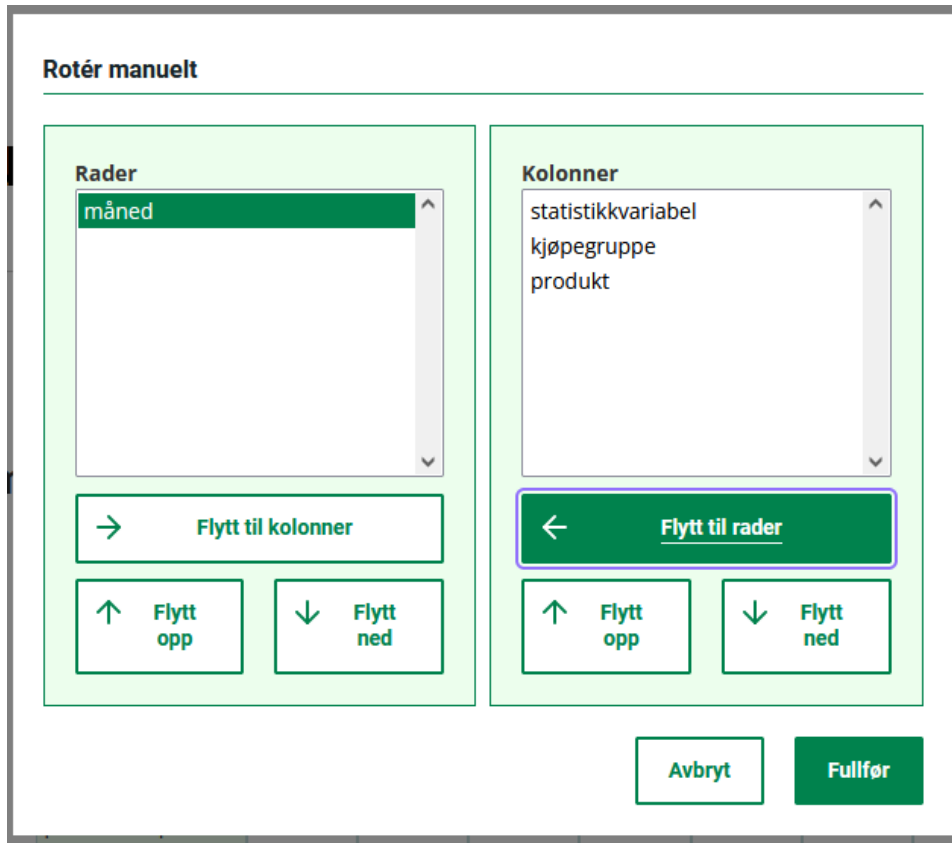 Rotér manuelt
Rader
måned
Flytt til kolonner
Flytt
opp
Flytt
ned
Kolonner
statistikkvariabel
kjøpegruppe
produkt
Flytt til rader
Flytt
opp
Flytt
ned
Avbryt
Fullfør